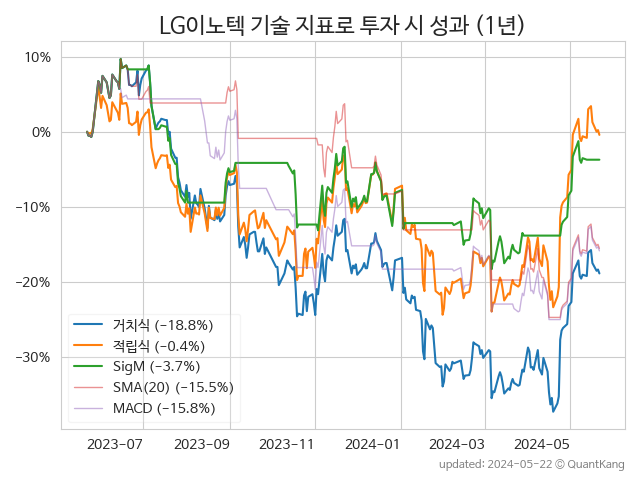 LG이노텍 기술 지표로 투자 시 성과 (1년)
10%
0%
−10%
−20%
−30%
거치식 (−18.8%)
적립식 (−0.4%)
SigM (−3.7%)
SMA(20) (−15.5%)
MACD (−15.8%)
2023−07
2023−09
2023−11
2024−01
2024−03
2024−05
updated: 2024−05−22 © QuantKang